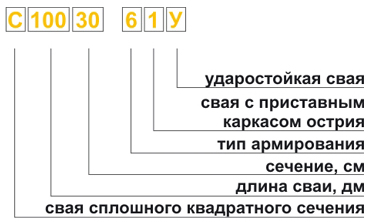 С 100 30 6 1 У
ударостойкая свая
свая с приставным
каркасом острия
тип армирования
сечение, см
длина сваи, дм
свая сплошного квадратного сечения